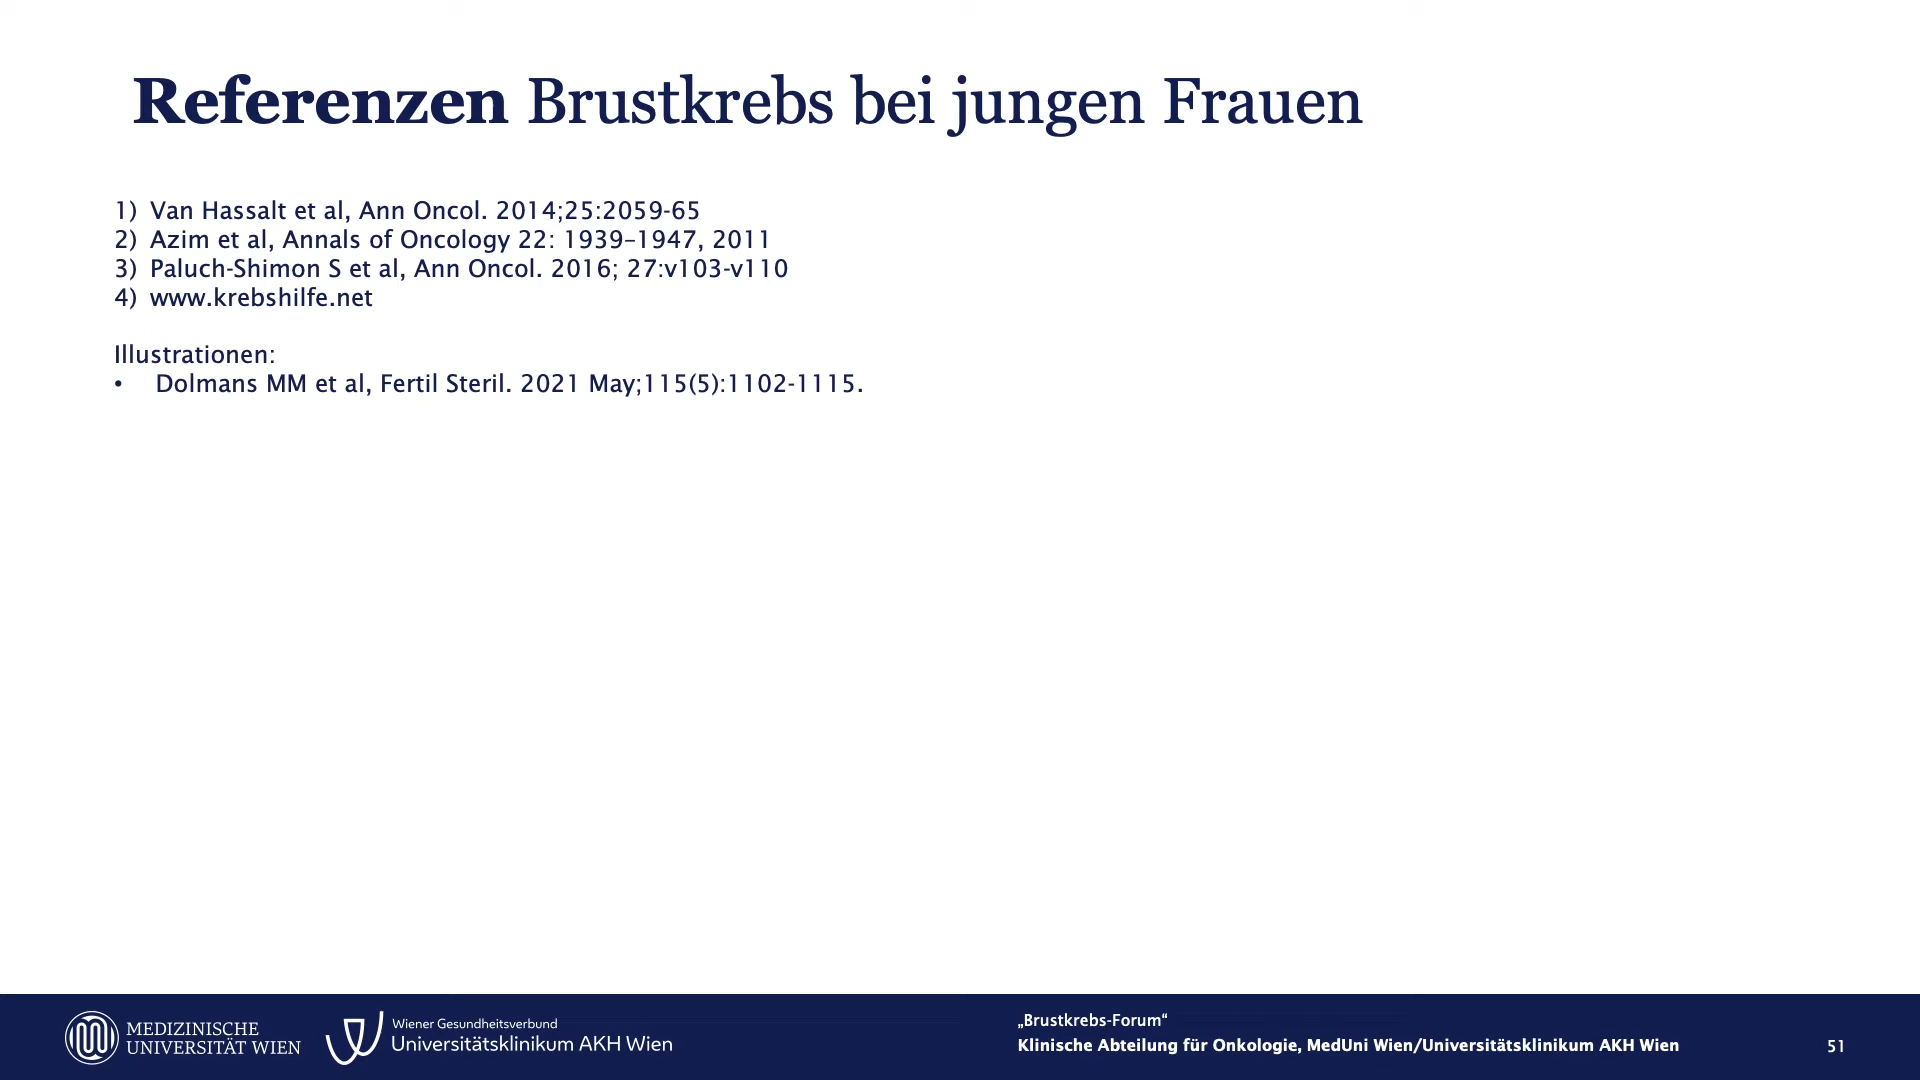 Referenzen Brustkrebs bei jungen Frauen
1) Van Hassalt et al, Ann Oncol. 2014;25:2059-65
2) Azim et al, Annals of Oncology 22: 1939–1947, 2011
3) Paluch-Shimon S et al, Ann Oncol. 2016; 27:v103-v110
4) www.krebshilfe.net
Illustrationen:
• Dolmans MM et al, Fertil Steril. 2021 May;115(5):1102-1115.
MEDIZINISCHE
UNIVERSITÄT WIEN
Wiener Gesundheitsverbund
Universitätsklinikum AKH Wien
„Brustkrebs-Forum“
Klinische Abteilung für Onkologie, MedUni Wien/Universitätsklinikum AKH Wien
51